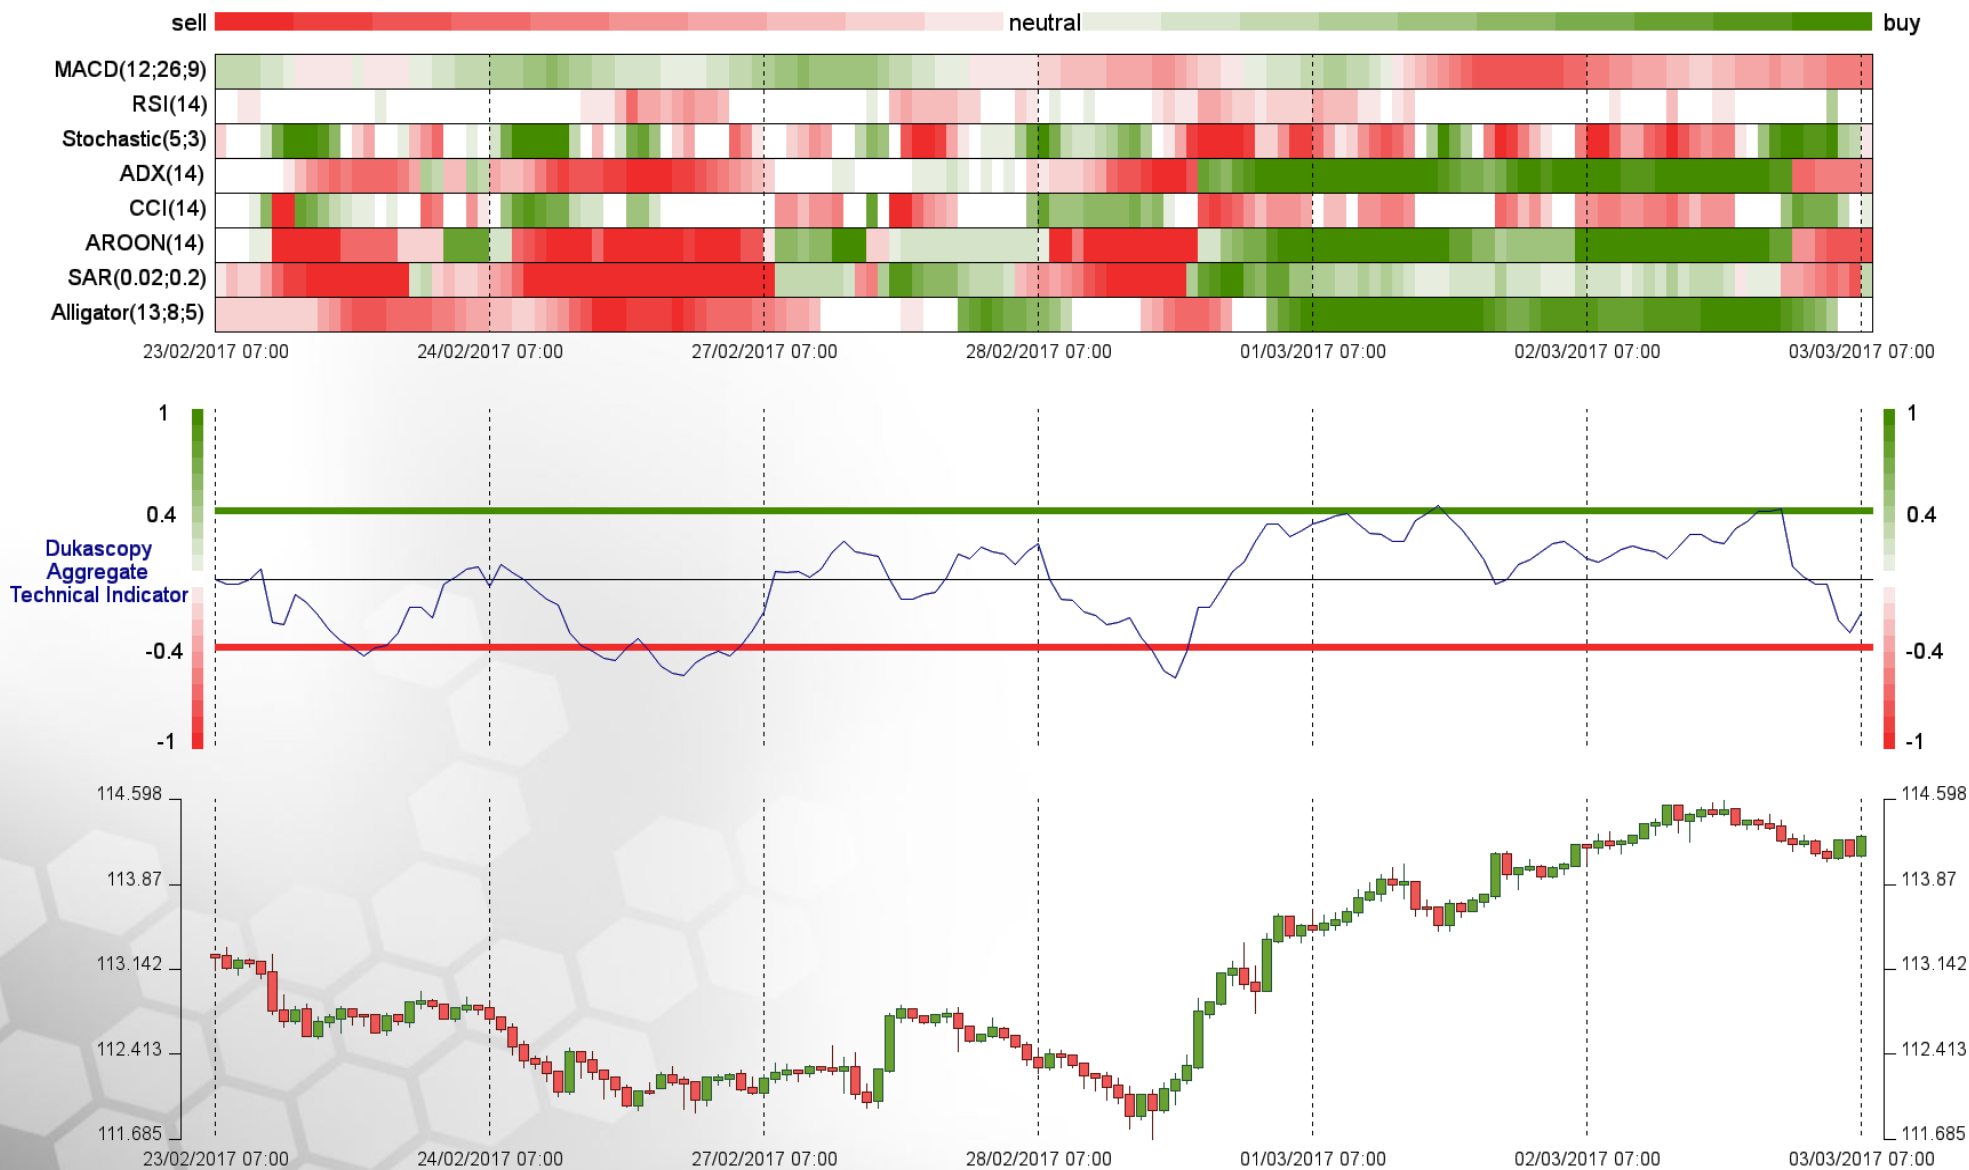 sell neutral buy
MACD(12;26;9)
RSI(14)
Stochastic(5;3)
ADX(14)
CCI(14)
AROON(14)
SAR(0.02;0.2)
Alligator(13;8;5)
23/02/2017 07:00 24/02/2017 07:00 27/02/2017 07:00 28/02/2017 07:00 01/03/2017 07:00 02/03/2017 07:00 03/03/2017 07:00
1 1
0.4 0.4
Dukascopy
Aggregate
Technical Indicator
-0.4 -0.4
-1 -1
114.598 114.598
113.87 113.87
113.142 113.142
112.413 112.413
111.685 111.685
23/02/2017 07:00 24/02/2017 07:00 27/02/2017 07:00 28/02/2017 07:00 01/03/2017 07:00 02/03/2017 07:00 03/03/2017 07:00